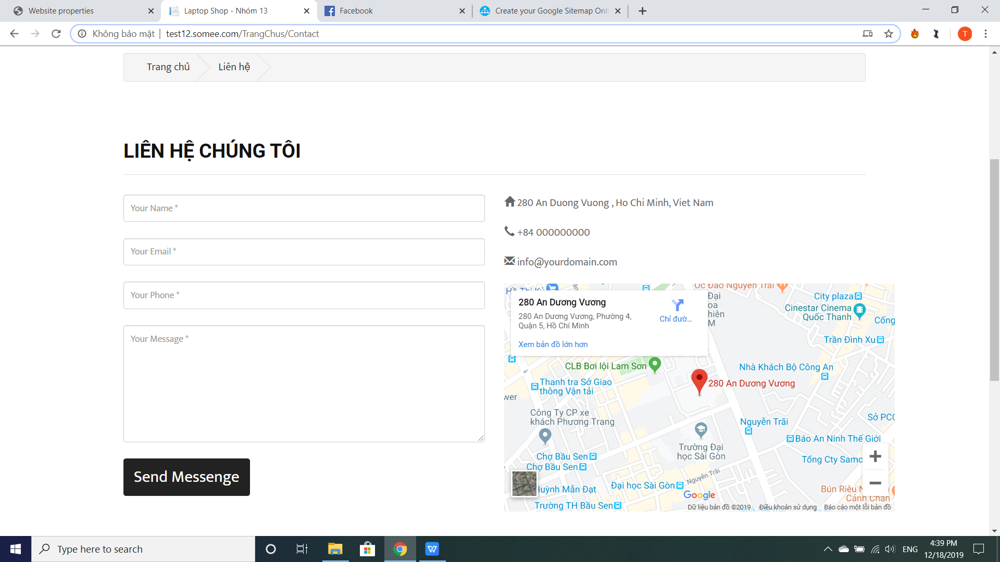 Website properties
Laptop Shop - Nhóm 13
Facebook
Create your Google Sitemap Onli
Không bảo mật
test12.somee.com/TrangChus/Contact
T
Trang chủ
Liên hệ
LIÊN HỆ CHÚNG TÔI
Your Name *
Your Email *
Your Phone *
Your Message *
Send Messenge
280 An Duong Vuong , Ho Chi Minh, Viet Nam
+84 000000000
info@yourdomain.com
280 An Dương Vương
280 An Dương Vương, Phường 4,
Quận 5, Hồ Chí Minh
Chỉ đườ...
Xem bản đồ lớn hơn
Ốc Đào Nguyễn Trãi
Đại
oa
hiên
M
City plaza
Cinestar Cinema
Quốc Thanh
Cống
Trần Đình Xu
CLB Bơi lội Lam Sơn
Nhà Khách Bộ Công An
Thanh tra Sở Giao
thông Vận tải
280 An Dương Vương
wer
Công Ty CP xe
khách Phương Trang
Sở PCC
Nguyễn Trãi
Báo An Ninh Thế Giới
Trường Đại
học Sài Gòn
Chợ Bầu Sen
Chợ Bầu Sen
Tổng Cty Samc
Nguyễn Trãi
Đại học Sài Gòn
Huỳnh Mẫn Đạt
Bún Riêu
Cảnh Chan
Google
Trường TH Bầu Sen
Dữ liệu bản đồ ©2019
Điều khoản sử dụng
Báo cáo một lỗi bản đồ
Type here to search
ENG
4:39 PM
12/18/2019